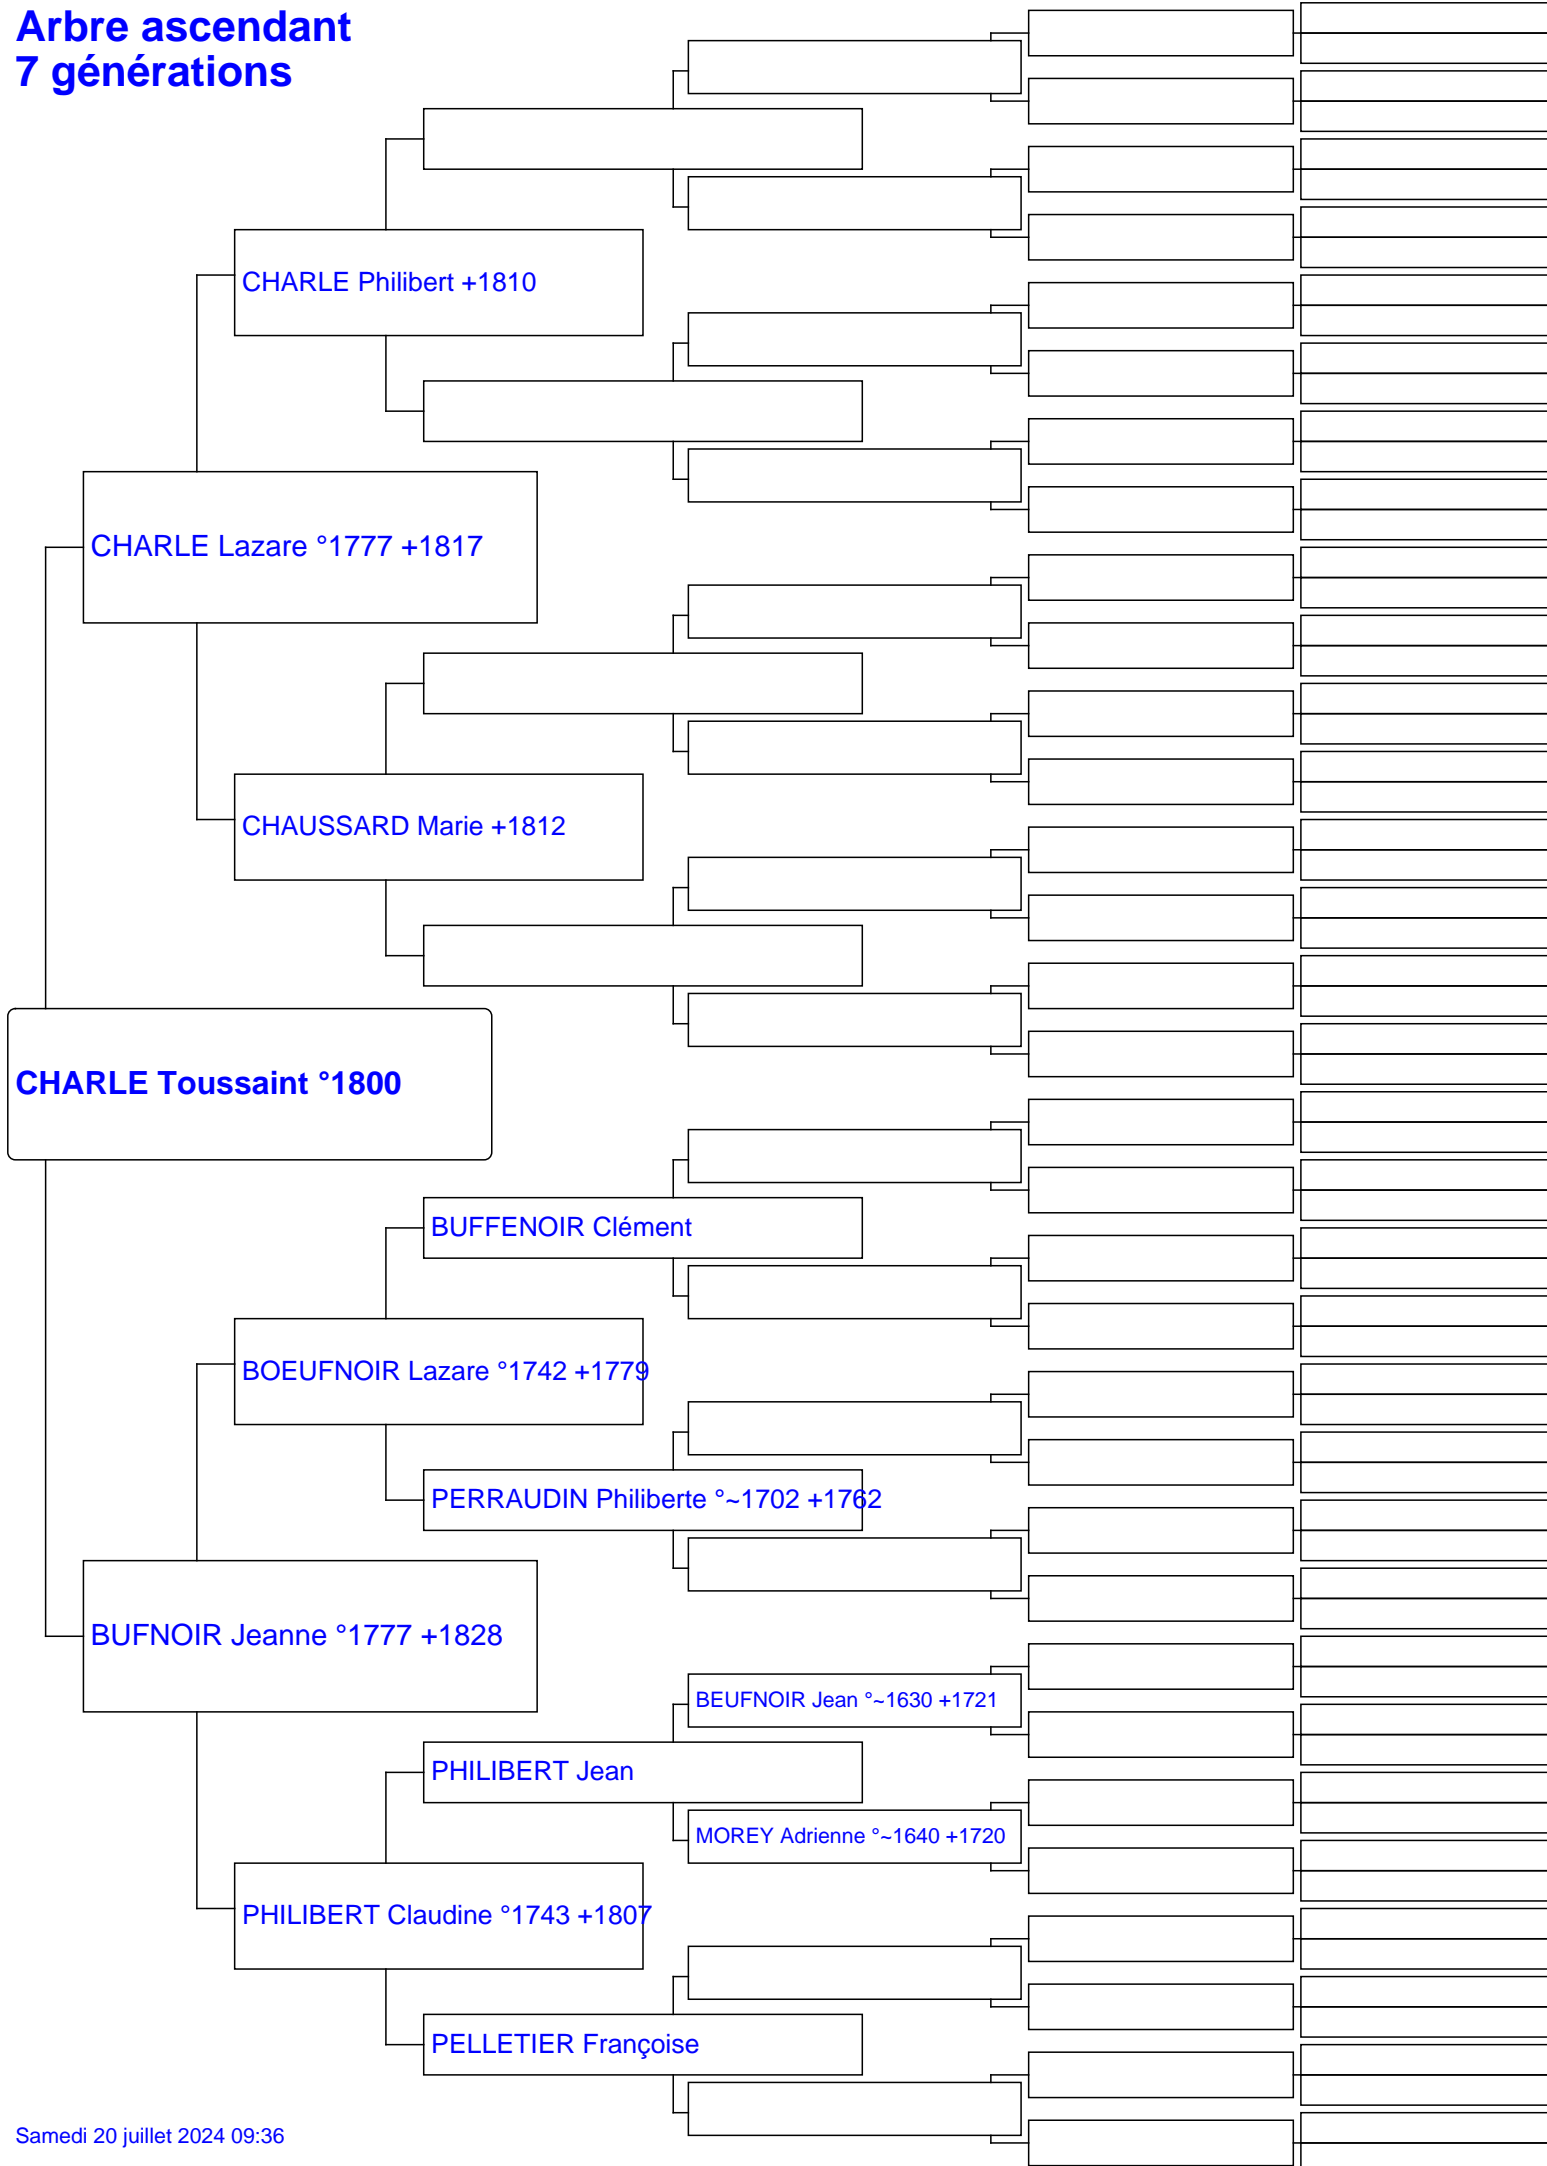 Arbre ascendant
7 générations
CHARLE Philibert +1810
CHARLE Lazare °1777 +1817
CHAUSSARD Marie +1812
CHARLE Toussaint °1800
BUFFENOIR Clément
BOEUFNOIR Lazare °1742 +1779
PERRAUDIN Philiberte °~1702 +1762
BUFNOIR Jeanne °1777 +1828
BEUFNOIR Jean °~1630 +1721
PHILIBERT Jean
MOREY Adrienne °~1640 +1720
PHILIBERT Claudine °1743 +1807
PELLETIER Françoise
Samedi 20 juillet 2024 09:36